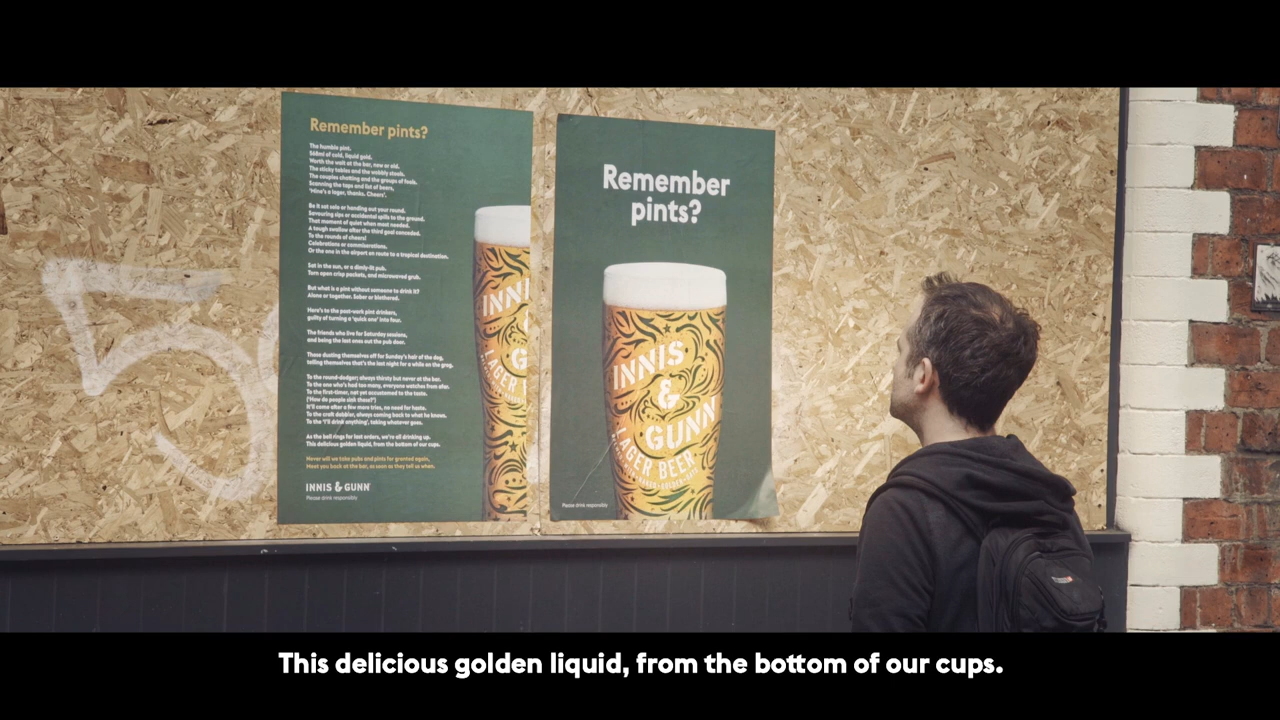 Remember pints?
The humble pint.
568ml of cold, liquid gold.
Worth the wait at the bar, new or old.
The sticky tables and the wobbly stools.
The couples chatting and the groups of fools.
Scanning the taps and list of beers,
'Mine's a lager, thanks. Cheers'.
Be it sat solo or handing out your round.
Savouring sips or accidental spills to the ground.
That moment of quiet when most needed.
A tough swallow after the third goal conceded.
To the rounds of cheers!
Celebrations or commiserations.
Or the one in the airport en route to a tropical destination.
Sat in the sun, or a dimly-lit pub.
Torn open crisp packets, and microwaved grub.
But what is a pint without someone to drink it?
Alone or together. Sober or blethered.
Here's to the post-work pint drinkers,
guilty of turning a 'quick one' into four.
The friends who live for Saturday sessions,
and being the last ones out the pub door.
Those dusting themselves off for Sunday's hair of the dog,
telling themselves that's the last night for a while on the grog.
To the round-dodger; always thirsty but never at the bar.
To the one who's had too many, everyone watches from afar.
To the first-timer, not yet accustomed to the taste.
('How do people sink these?')
It'll come after a few more tries, no need for haste.
To the craft dabbler, always coming back to what he knows.
To the 'I'll drink anything', taking whatever goes.
As the bell rings for last orders, we're all drinking up.
This delicious golden liquid, from the bottom of our cups.
Never will we take pubs and pints for granted again.
Meet you back at the bar, as soon as they tell us when.
INNIS & GUNN
Please drink responsibly
INNI
G
LAGER B
Remember
pints?
INNIS
&
GUNN
LAGER BEER
Please drink responsibly
5
This delicious golden liquid, from the bottom of our cups.